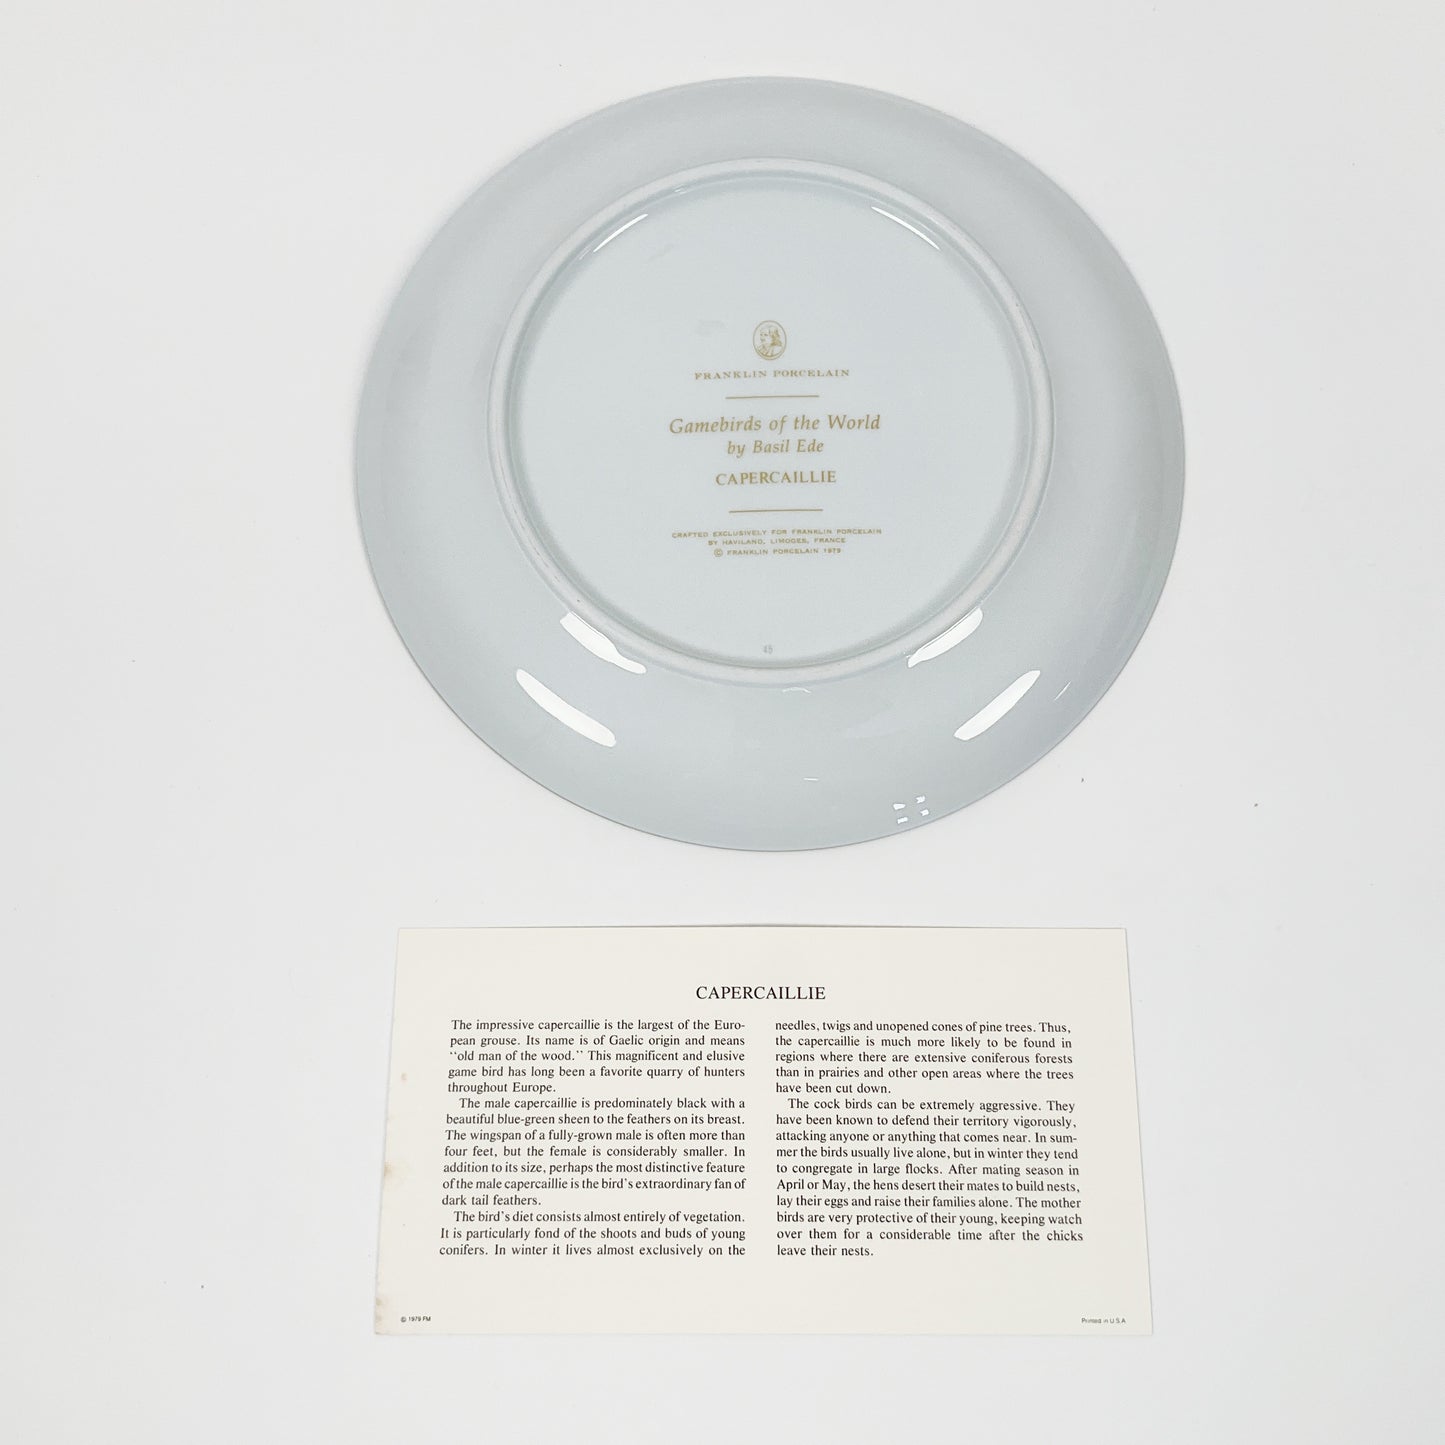 FRANKLIN PORCELAIN
Gamebirds of the World
by Basil Ede
CAPERCAILLIE
CRAFTED EXCLUSIVELY FOR FRANKLIN PORCELAIN
BY HAVILAND, LIMOGES, FRANCE
© FRANKLIN PORCELAIN 1979
45
CAPERCAILLIE
The impressive capercaillie is the largest of the Euro-
pean grouse. Its name is of Gaelic origin and means
“old man of the wood.” This magnificent and elusive
game bird has long been a favorite quarry of hunters
throughout Europe.
The male capercaillie is predominately black with a
beautiful blue-green sheen to the feathers on its breast.
The wingspan of a fully-grown male is often more than
four feet, but the female is considerably smaller. In
addition to its size, perhaps the most distinctive feature
of the male capercaillie is the bird’s extraordinary fan of
dark tail feathers.
The bird’s diet consists almost entirely of vegetation.
It is particularly fond of the shoots and buds of young
conifers. In winter it lives almost exclusively on the
needles, twigs and unopened cones of pine trees. Thus,
the capercaillie is much more likely to be found in
regions where there are extensive coniferous forests
than in prairies and other open areas where the trees
have been cut down.
The cock birds can be extremely aggressive. They
have been known to defend their territory vigorously,
attacking anyone or anything that comes near. In sum-
mer the birds usually live alone, but in winter they tend
to congregate in large flocks. After mating season in
April or May, the hens desert their mates to build nests,
lay their eggs and raise their families alone. The mother
birds are very protective of their young, keeping watch
over them for a considerable time after the chicks
leave their nests.
© 1979 FM
Printed in U.S.A